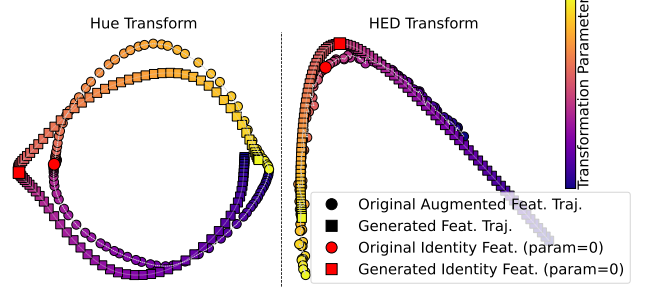 Hue Transform
HED Transform
Transformation Parameter
Original Augmented Feat. Traj.
Generated Feat. Traj.
Original Identity Feat. (param=0)
Generated Identity Feat. (param=0)